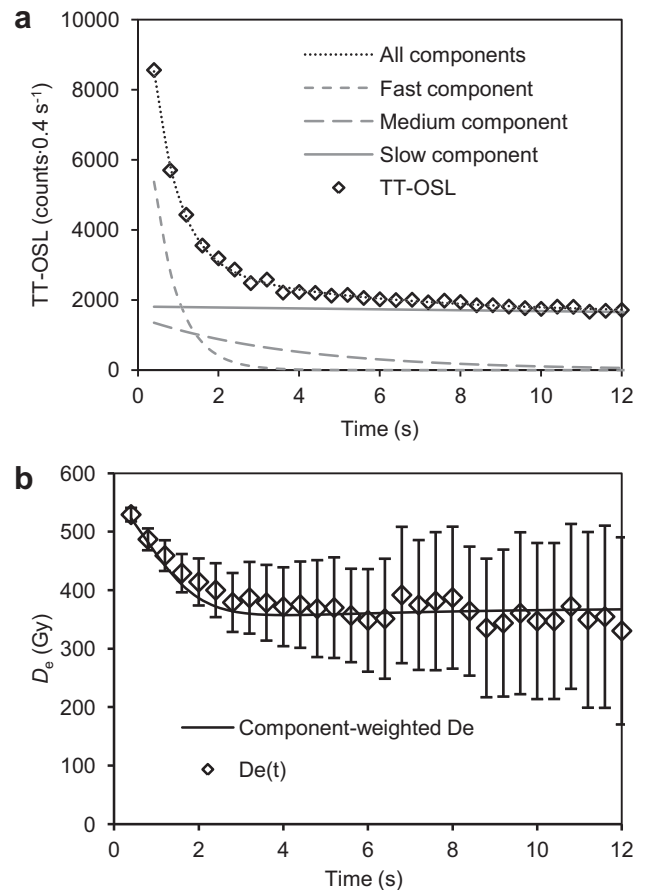 a
10000
8000
6000
4000
2000
0
TT-OSL (counts·0.4 s⁻¹)
All components
Fast component
Medium component
Slow component
TT-OSL
0 2 4 6 8 10 12
Time (s)
b
600
500
400
300
200
100
0
Dₑ (Gy)
Component-weighted De
De(t)
0 2 4 6 8 10 12
Time (s)